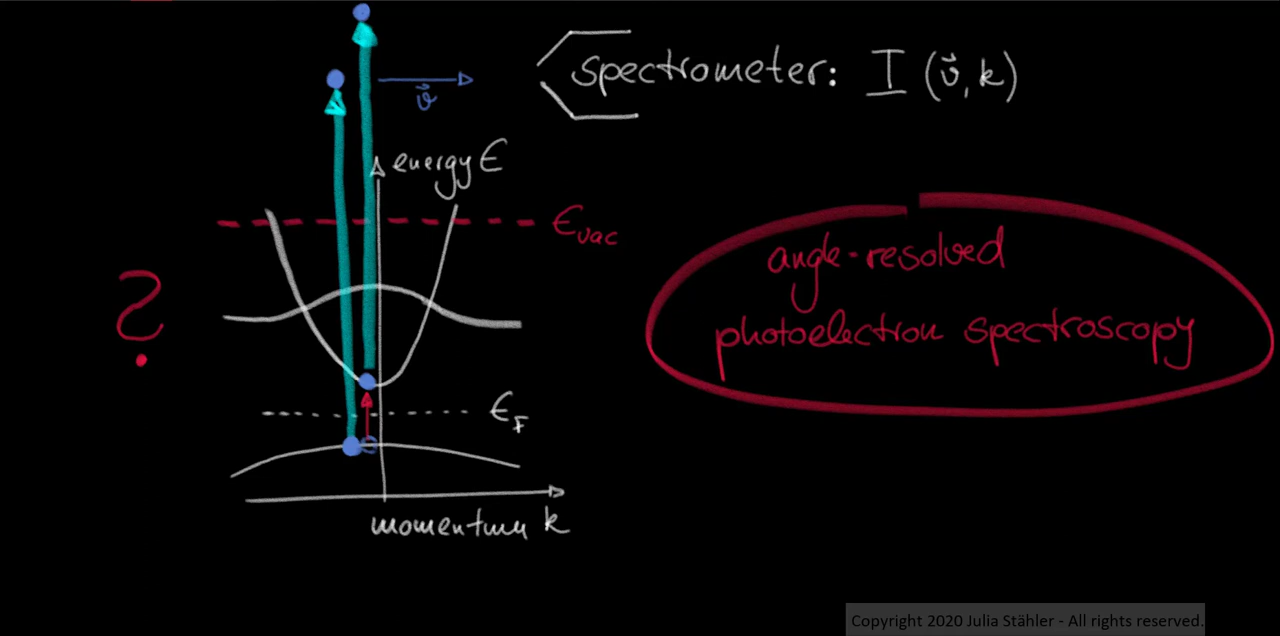 spectrometer: I (v⃗, k)
v⃗
energy ϵ
ϵvac
angle-resolved
?
photoelectron spectroscopy
ϵF
momentum k
Copyright 2020 Julia Stähler - All rights reserved.